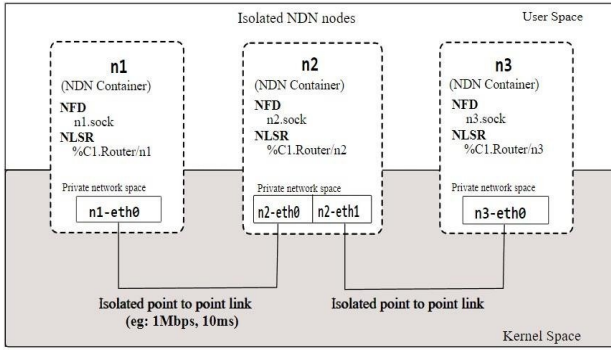 Isolated NDN nodes
User Space
n1
(NDN Container)
NFD
n1.sock
NLSR
%C1.Router/n1
Private network space
n1-eth0
n2
(NDN Container)
NFD
n2.sock
NLSR
%C1.Router/n2
Private network space
n2-eth0
n2-eth1
n3
(NDN Container)
NFD
n3.sock
NLSR
%C1.Router/n3
Private network space
n3-eth0
Isolated point to point link
(eg: 1Mbps, 10ms)
Isolated point to point link
Kernel Space